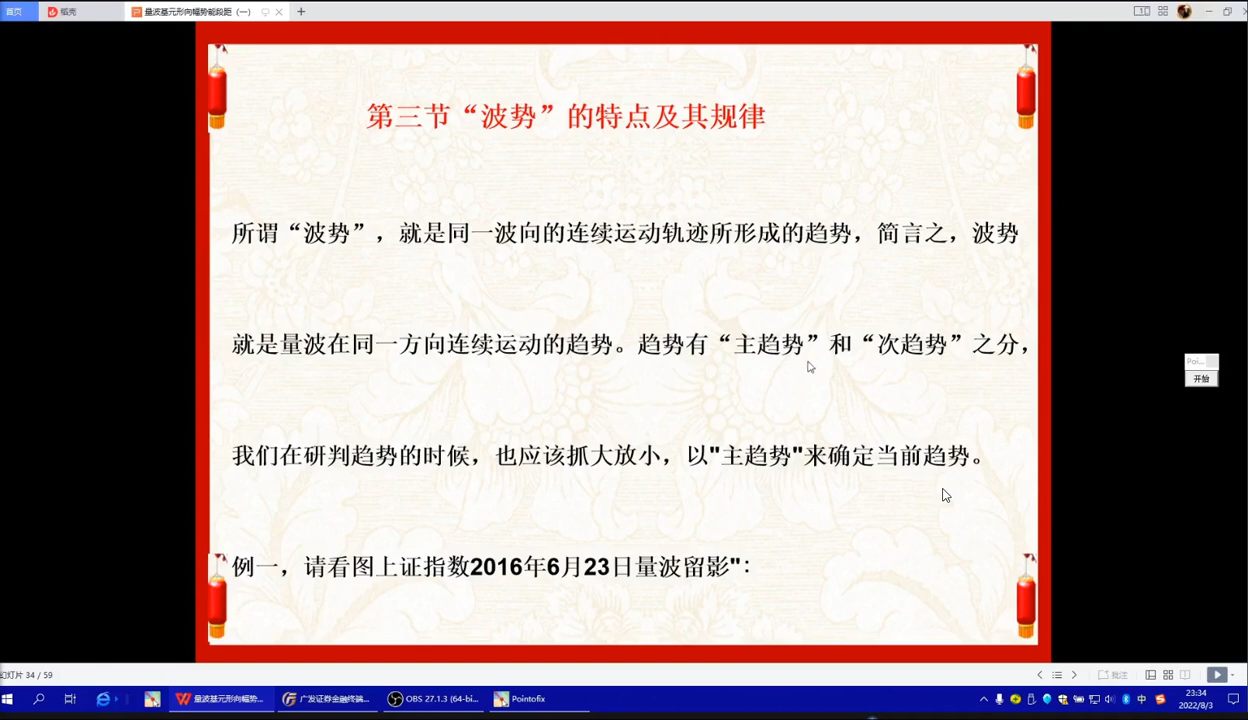 首页
稻壳
量波基元形向幅势能段距（一）
第三节“波势”的特点及其规律
所谓“波势”，就是同一波向的连续运动轨迹所形成的趋势，简言之，波势
就是量波在同一方向连续运动的趋势。趋势有“主趋势”和“次趋势”之分，
我们在研判趋势的时候，也应该抓大放小，以"主趋势"来确定当前趋势。
例一，请看图上证指数2016年6月23日量波留影"：
Poi...
开始
幻灯片 34 / 59
批注
量波基元形向幅势...
广发证券金融终端...
OBS 27.1.3 (64-bi...
Pointofix
中
23:34
2022/8/3